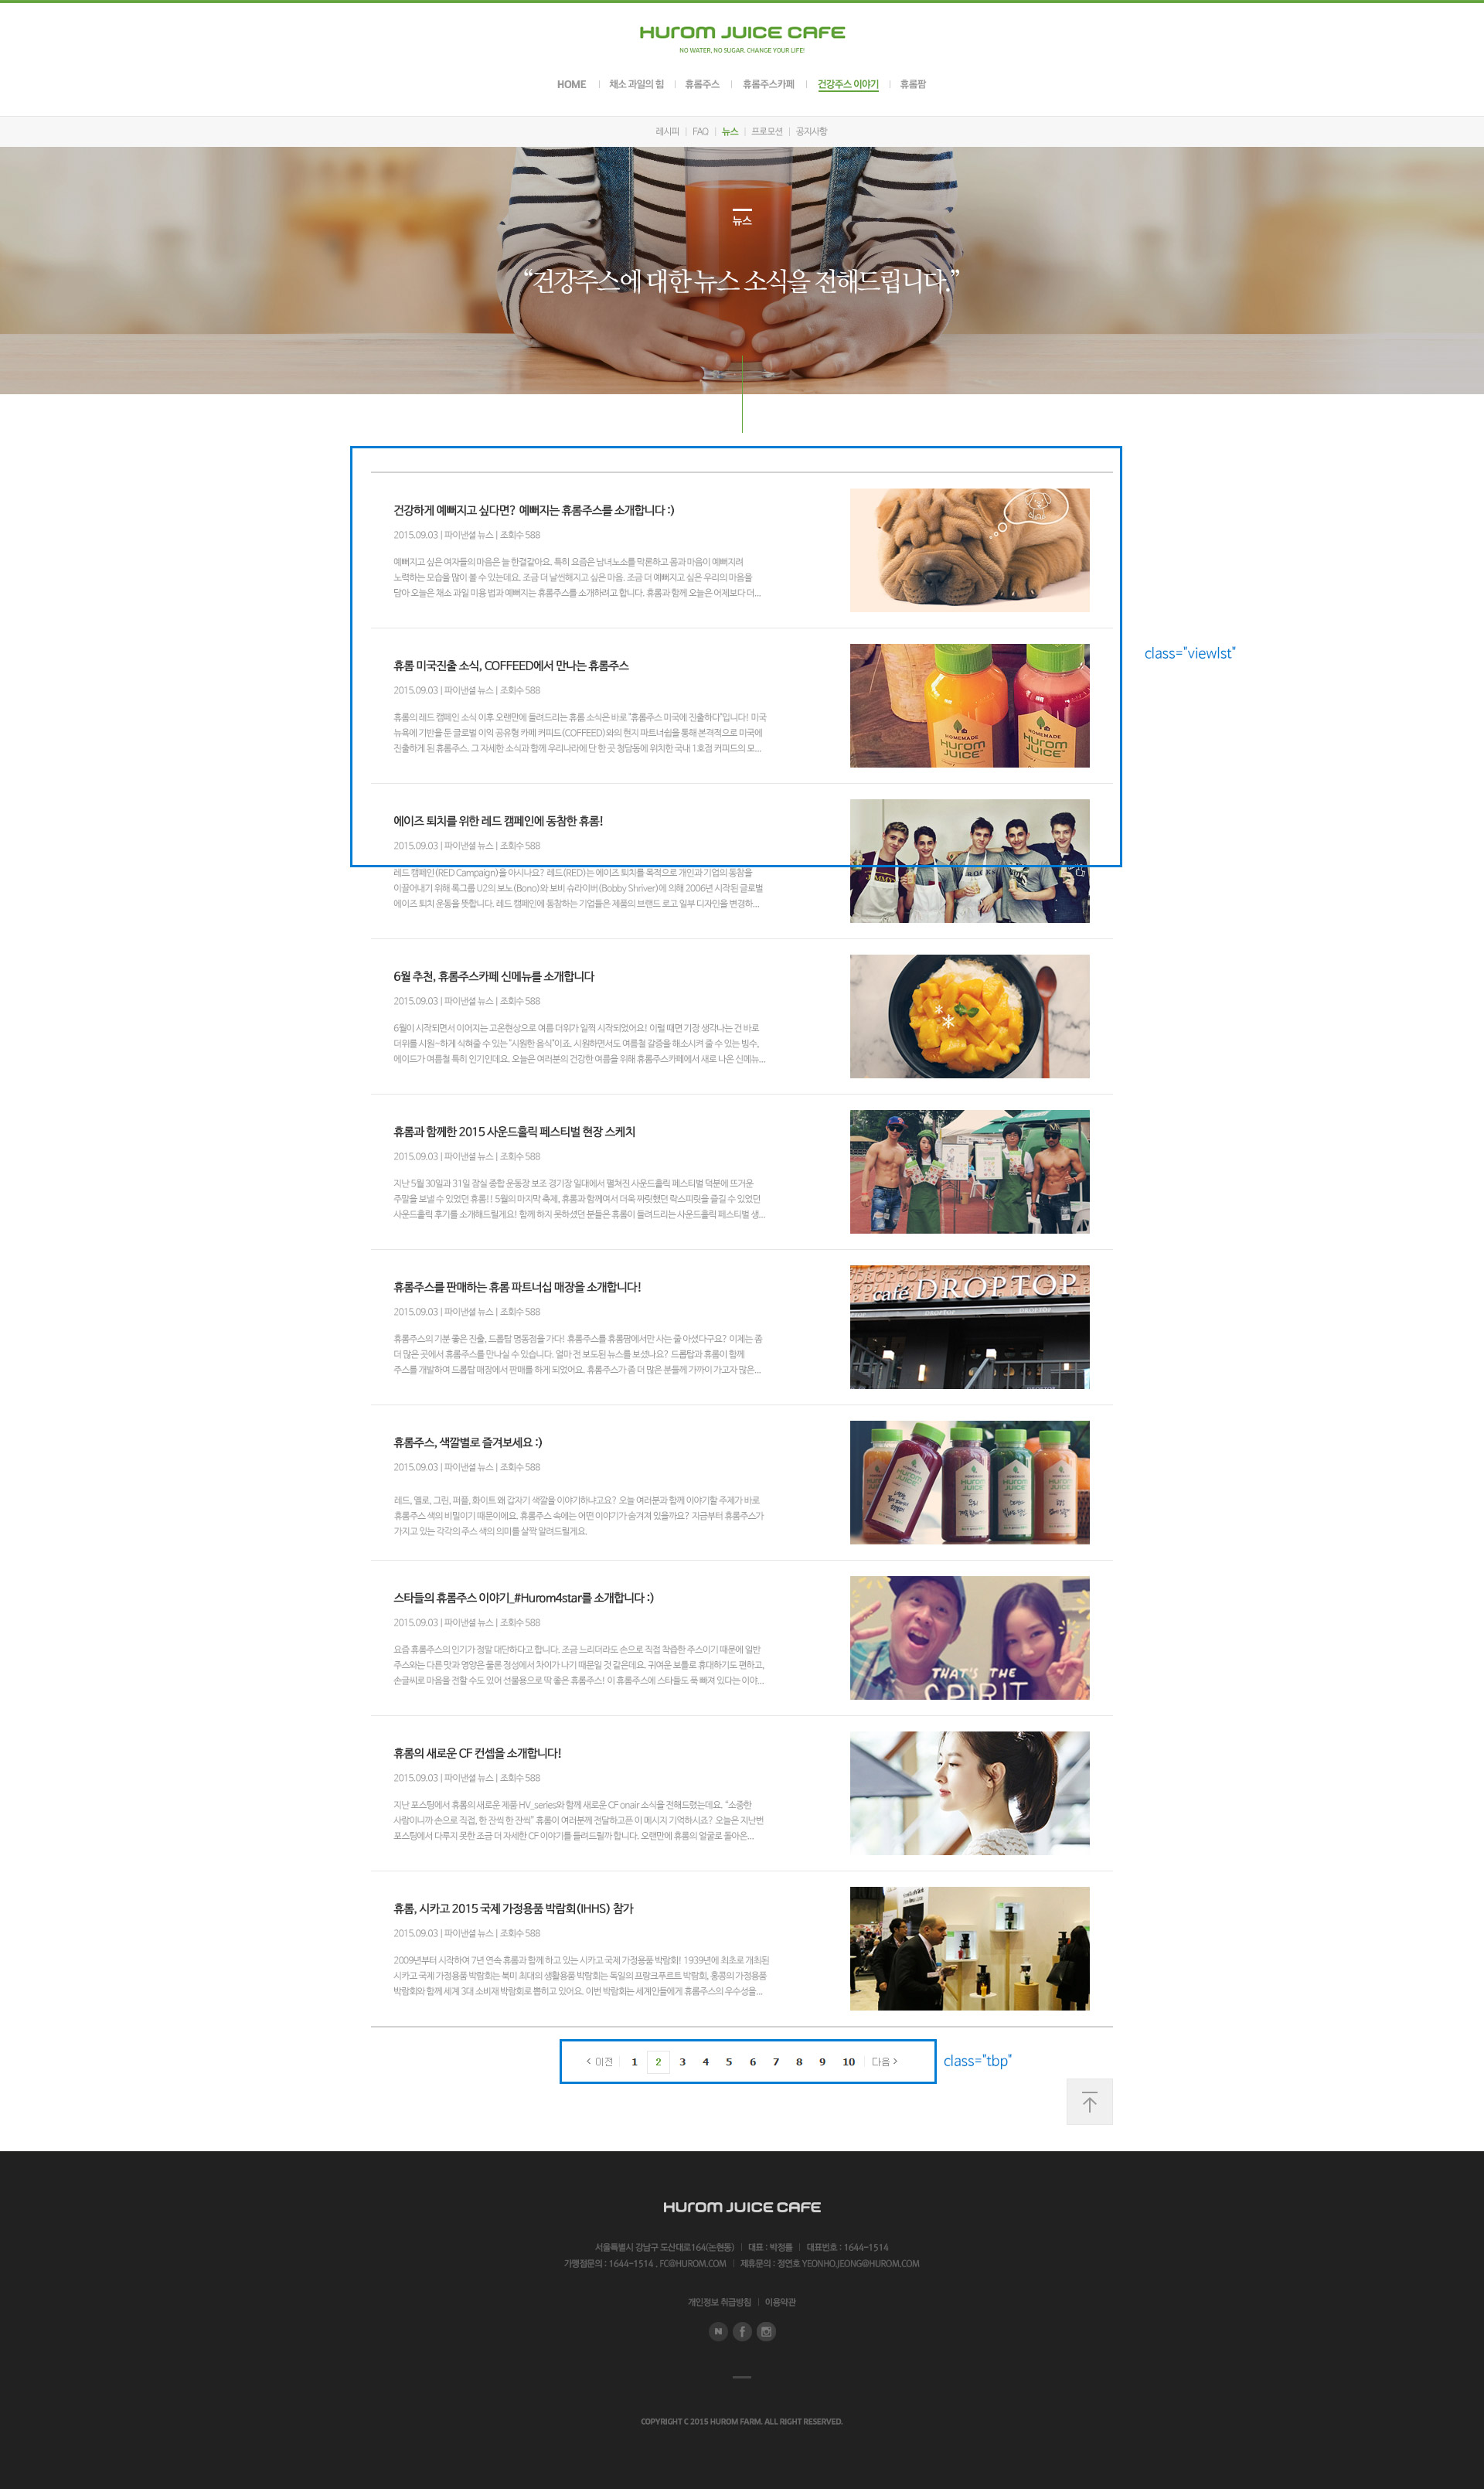 HUROM JUICE CAFE
NO WATER, NO SUGAR. CHANGE YOUR LIFE!
HOME 채소 과일의 힘 휴롬주스 휴롬주스카페 건강주스 이야기 휴롬팜
레시피 FAQ 뉴스 프로모션 공지사항
뉴스
“건강주스에 대한 뉴스 소식을 전해드립니다.”
건강하게 예뻐지고 싶다면? 예뻐지는 휴롬주스를 소개합니다 :)
2015.09.03 | 파이낸셜 뉴스 | 조회수 588
예뻐지고 싶은 여자들의 마음은 늘 한결같아요. 특히 요즘은 남녀노소를 막론하고 몸과 마음이 예뻐지려
노력하는 모습을 많이 볼 수 있는데요. 조금 더 날씬해지고 싶은 마음. 조금 더 예뻐지고 싶은 우리의 마음을
담아 오늘은 채소 과일 미용 법과 예뻐지는 휴롬주스를 소개하려고 합니다. 휴롬과 함께 오늘은 어제보다 더...
class="viewlst"
휴롬 미국진출 소식, COFFEED에서 만나는 휴롬주스
2015.09.03 | 파이낸셜 뉴스 | 조회수 588
휴롬의 레드 캠페인 소식 이후 오랜만에 들려드리는 휴롬 소식은 바로 "휴롬주스 미국에 진출하다"입니다! 미국
뉴욕에 기반을 둔 글로벌 이익 공유형 카페 커피드(COFFEED)와의 현지 파트너쉽을 통해 본격적으로 미국에
진출하게 된 휴롬주스. 그 자세한 소식과 함께 우리나라에 단 한 곳 청담동에 위치한 국내 1호점 커피드의 모...
HOMEMADE
HUROM
JUICE
HOMEMADE
HUROM
JUICE
에이즈 퇴치를 위한 레드 캠페인에 동참한 휴롬!
2015.09.03 | 파이낸셜 뉴스 | 조회수 588
레드 캠페인(RED Campaign)을 아시나요? 레드(RED)는 에이즈 퇴치를 목적으로 개인과 기업의 동참을
이끌어내기 위해 록그룹 U2의 보노(Bono)와 보비 슈라이버(Bobby Shriver)에 의해 2006년 시작된 글로벌
에이즈 퇴치 운동을 뜻합니다. 레드 캠페인에 동참하는 기업들은 제품의 브랜드 로고 일부 디자인을 변경하...
6월 추천, 휴롬주스카페 신메뉴를 소개합니다
2015.09.03 | 파이낸셜 뉴스 | 조회수 588
6월이 시작되면서 이어지는 고온현상으로 여름 더위가 일찍 시작되었어요! 이럴 때면 가장 생각나는 건 바로
더위를 시원~하게 식혀줄 수 있는 "시원한 음식"이죠. 시원하면서도 여름철 갈증을 해소시켜 줄 수 있는 빙수,
에이드가 여름철 특히 인기인데요. 오늘은 여러분의 건강한 여름을 위해 휴롬주스카페에서 새로 나온 신메뉴...
휴롬과 함께한 2015 사운드홀릭 페스티벌 현장 스케치
2015.09.03 | 파이낸셜 뉴스 | 조회수 588
지난 5월 30일과 31일 잠실 종합 운동장 보조 경기장 일대에서 펼쳐진 사운드홀릭 페스티벌 덕분에 뜨거운
주말을 보낼 수 있었던 휴롬!! 5월의 마지막 축제, 휴롬과 함께여서 더욱 짜릿했던 락스피릿을 즐길 수 있었던
사운드홀릭 후기를 소개해드릴게요! 함께 하지 못하셨던 분들은 휴롬이 들려드리는 사운드홀릭 페스티벌 생...
휴롬주스를 판매하는 휴롬 파트너십 매장을 소개합니다!
2015.09.03 | 파이낸셜 뉴스 | 조회수 588
휴롬주스의 기분 좋은 진출, 드롭탑 명동점을 가다! 휴롬주스를 휴롬팜에서만 사는 줄 아셨다구요? 이제는 좀
더 많은 곳에서 휴롬주스를 만나실 수 있습니다. 얼마 전 보도된 뉴스를 보셨나요? 드롭탑과 휴롬이 함께
주스를 개발하여 드롭탑 매장에서 판매를 하게 되었어요. 휴롬주스가 좀 더 많은 분들께 가까이 가고자 많은...
café DROPTOP
휴롬주스, 색깔별로 즐겨보세요 :)
2015.09.03 | 파이낸셜 뉴스 | 조회수 588
레드, 옐로, 그린, 퍼플, 화이트 왜 갑자기 색깔을 이야기하냐고요? 오늘 여러분과 함께 이야기할 주제가 바로
휴롬주스 색의 비밀이기 때문이에요. 휴롬주스 속에는 어떤 이야기가 숨겨져 있을까요? 지금부터 휴롬주스가
가지고 있는 각각의 주스 색의 의미를 살짝 알려드릴게요.
스타들의 휴롬주스 이야기_#Hurom4star를 소개합니다 :)
2015.09.03 | 파이낸셜 뉴스 | 조회수 588
요즘 휴롬주스의 인기가 정말 대단하다고 합니다. 조금 느리더라도 손으로 직접 착즙한 주스이기 때문에 일반
주스와는 다른 맛과 영양은 물론 정성에서 차이가 나기 때문일 것 같은데요. 귀여운 보틀로 휴대하기도 편하고,
손글씨로 마음을 전할 수도 있어 선물용으로 딱 좋은 휴롬주스! 이 휴롬주스에 스타들도 푹 빠져 있다는 이야...
THAT'S THE
SPIRIT
휴롬의 새로운 CF 컨셉을 소개합니다!
2015.09.03 | 파이낸셜 뉴스 | 조회수 588
지난 포스팅에서 휴롬의 새로운 제품 HV_series와 함께 새로운 CF onair 소식을 전해드렸는데요. "소중한
사람이니까 손으로 직접, 한 잔씩 한 잔씩" 휴롬이 여러분께 전달하고픈 이 메시지 기억하시죠? 오늘은 지난번
포스팅에서 다루지 못한 조금 더 자세한 CF 이야기를 들려드릴까 합니다. 오랜만에 휴롬의 얼굴로 돌아온...
휴롬, 시카고 2015 국제 가정용품 박람회(IHHS) 참가
2015.09.03 | 파이낸셜 뉴스 | 조회수 588
2009년부터 시작하여 7년 연속 휴롬과 함께 하고 있는 시카고 국제 가정용품 박람회! 1939년에 최초로 개최된
시카고 국제 가정용품 박람회는 북미 최대의 생활용품 박람회는 독일의 프랑크푸르트 박람회, 홍콩의 가정용품
박람회와 함께 세계 3대 소비재 박람회로 뽑히고 있어요. 이번 박람회는 세계인들에게 휴롬주스의 우수성을...
< 이전 1 2 3 4 5 6 7 8 9 10 다음 >
class="tbp"
HUROM JUICE CAFE
서울특별시 강남구 도산대로164(논현동) 대표 : 박정률 대표번호 : 1644-1514
가맹점문의 : 1644-1514 . FC@HUROM.COM 제휴문의 : 정연호 YEONHO.JEONG@HUROM.COM
개인정보 취급방침 이용약관
COPYRIGHT C 2015 HUROM FARM. ALL RIGHT RESERVED.